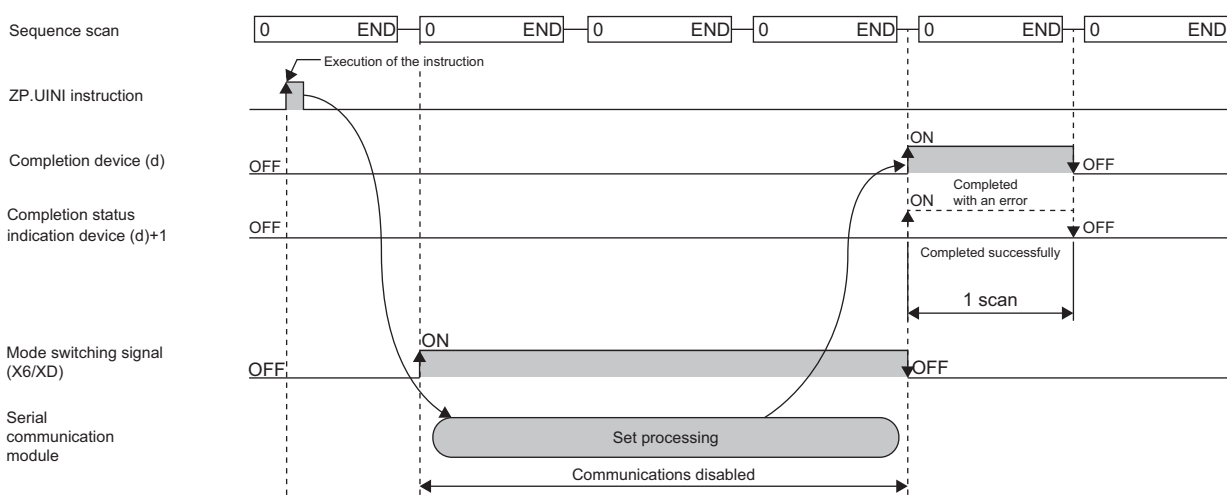 Sequence scan
0 END 0 END 0 END 0 END 0 END 0 END
Execution of the instruction
ZP.UINI instruction
ON
Completion device (d)
OFF
OFF
Completed
with an error
Completion status
indication device (d)+1
ON
OFF
OFF
Completed successfully
1 scan
Mode switching signal
(X6/XD)
ON
OFF
OFF
Serial
communication
module
Set processing
Communications disabled